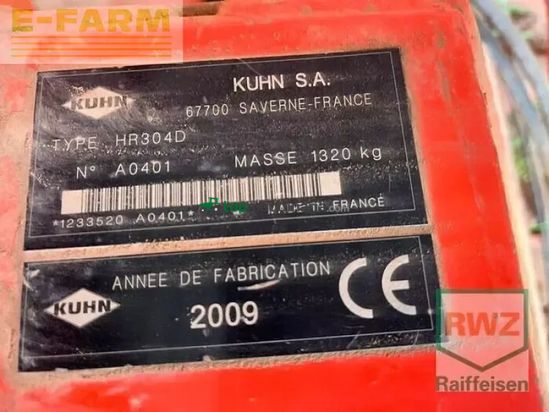 E-FARM
KUHN
KUHN S.A.
67700 SAVERNE-FRANCE
TYPE HR304D
N° A0401 MASSE 1320 kg
*1233520 A0401* MADE IN FRANCE
KUHN
ANNEE DE FABRICATION
2009
CE
RWZ
Raiffeisen